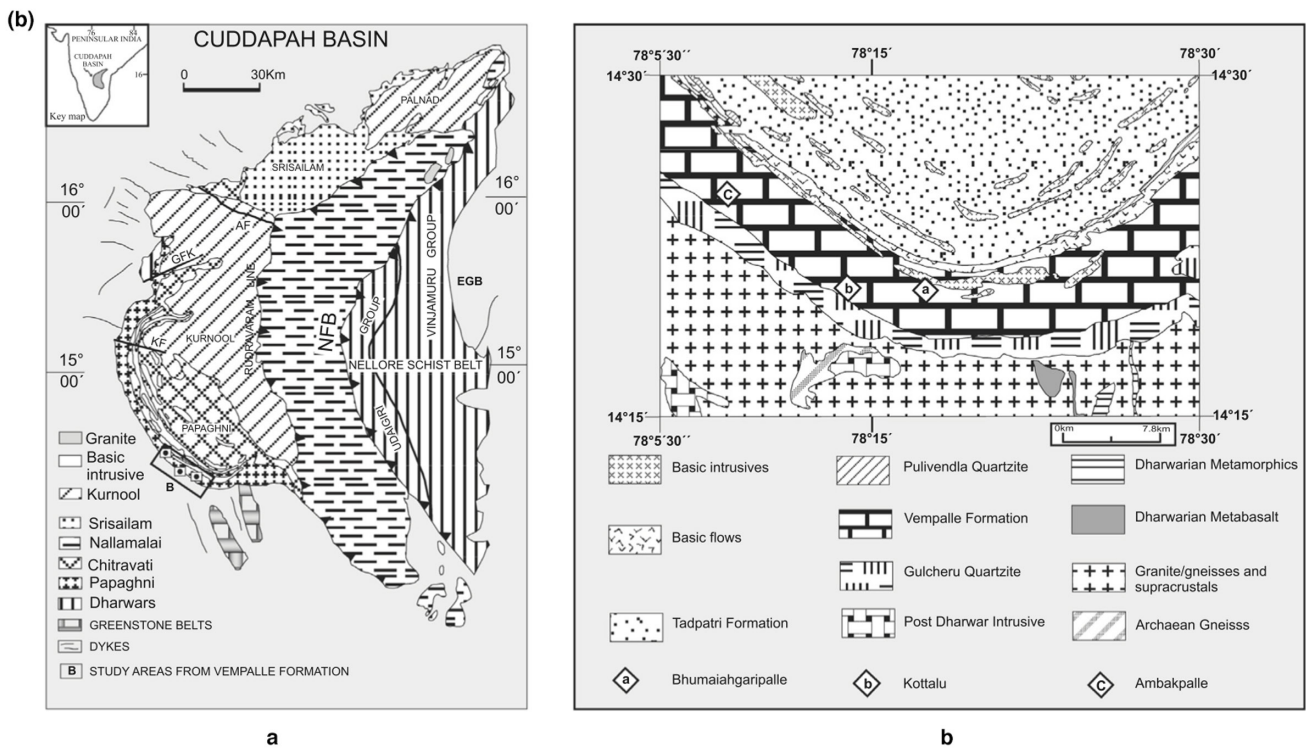 (b)
76 84
PENINSULAR INDIA
CUDDAPAH
BASIN
16
Key map
CUDDAPAH BASIN
0 30Km
PALNAD
SRISAILAM
16°
00′
16°
00′
AF
GFK
RUDRAVARAM LINE
NFB
GROUP
VINJAMURU GROUP
EGB
KF
KURNOOL
15°
00′
15°
00′
NELLORE SCHIST BELT
UDAIGIRI
PAPAGHNI
B
Granite
Basic
intrusive
Kurnool
Srisailam
Nallamalai
Chitravati
Papaghni
Dharwars
GREENSTONE BELTS
DYKES
B STUDY AREAS FROM VEMPALLE FORMATION
a
78°5′30′′ 78°15′ 78°30′
14°30′ 14°30′
C
b a
14°15′ 14°15′
0km 7.8km
78°5′30′′ 78°15′ 78°30′
Basic intrusives Pulivendla Quartzite Dharwarian Metamorphics
Basic flows Vempalle Formation Dharwarian Metabasalt
Gulcheru Quartzite Granite/gneisses and
supracrustals
Tadpatri Formation Post Dharwar Intrusive Archaean Gneisss
a Bhumaiahgaripalle b Kottalu C Ambakpalle
b